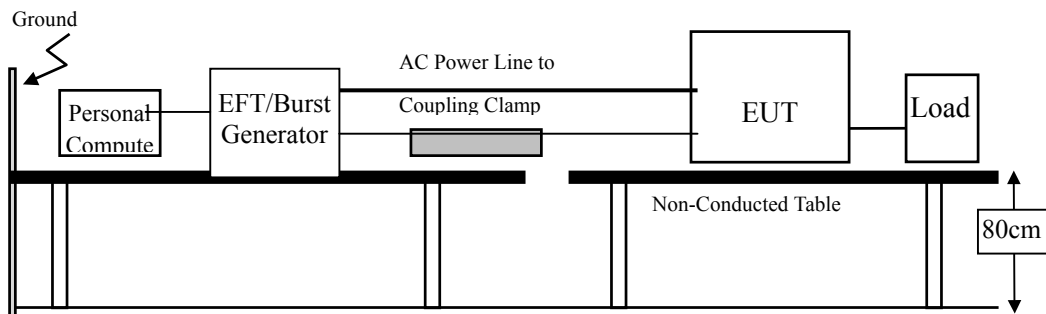 Ground
AC Power Line to
Personal
Compute
EFT/Burst
Generator
Coupling Clamp
EUT
Load
Non-Conducted Table
80cm